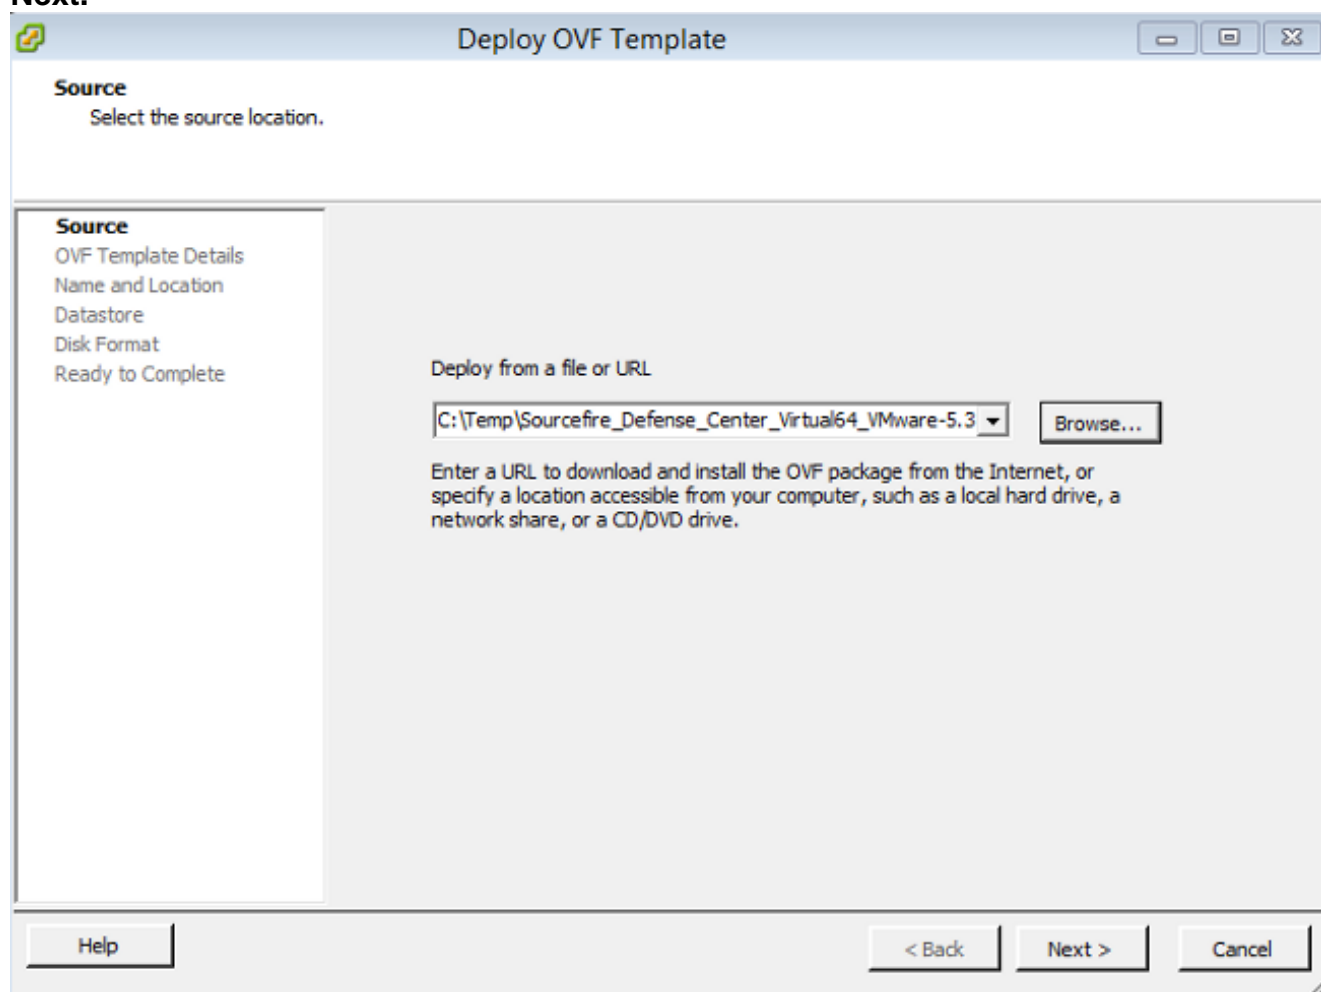 Next.
Deploy OVF Template
Source
Select the source location.
Source
OVF Template Details
Name and Location
Datastore
Disk Format
Ready to Complete
Deploy from a file or URL
C:\Temp\Sourcefire_Defense_Center_Virtual64_VMware-5.3
Browse...
Enter a URL to download and install the OVF package from the Internet, or
specify a location accessible from your computer, such as a local hard drive, a
network share, or a CD/DVD drive.
Help
< Back
Next >
Cancel